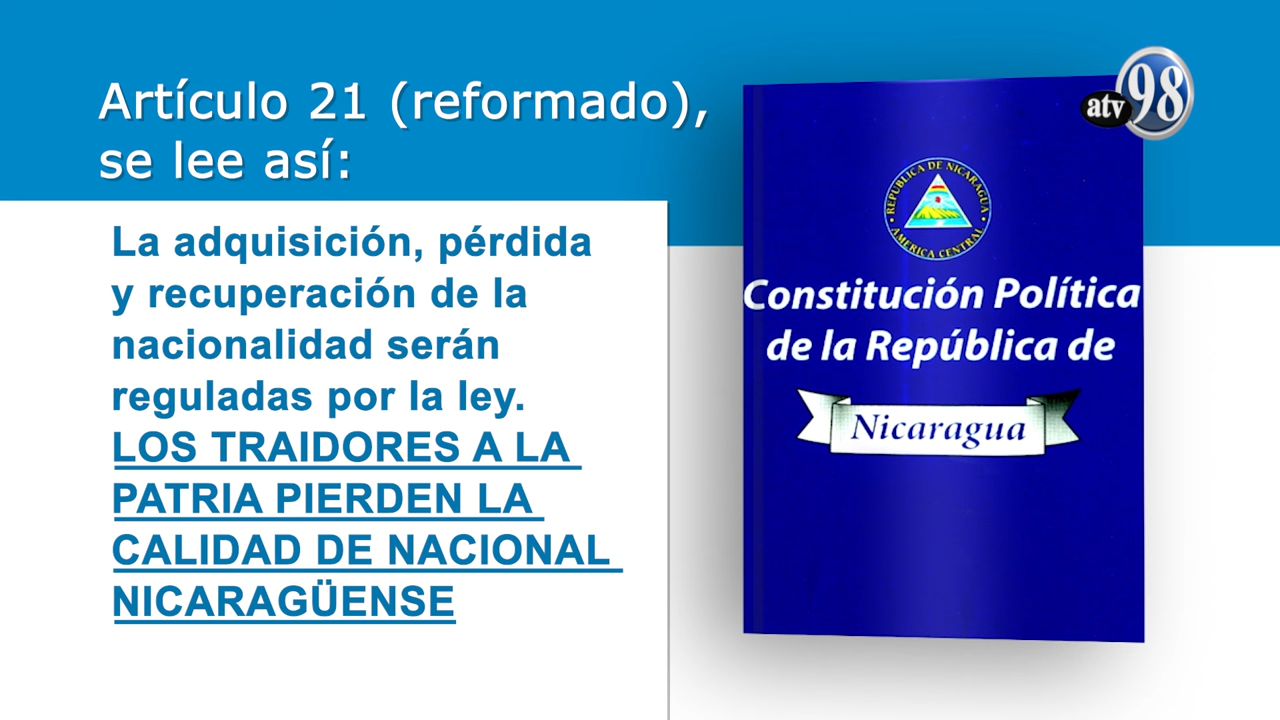 Artículo 21 (reformado),
se lee así:
La adquisición, pérdida
y recuperación de la
nacionalidad serán
reguladas por la ley.
LOS TRAIDORES A LA
PATRIA PIERDEN LA
CALIDAD DE NACIONAL
NICARAGÜENSE
atv 98
REPUBLICA DE NICARAGUA
AMERICA CENTRAL
Constitución Política
de la República de
Nicaragua